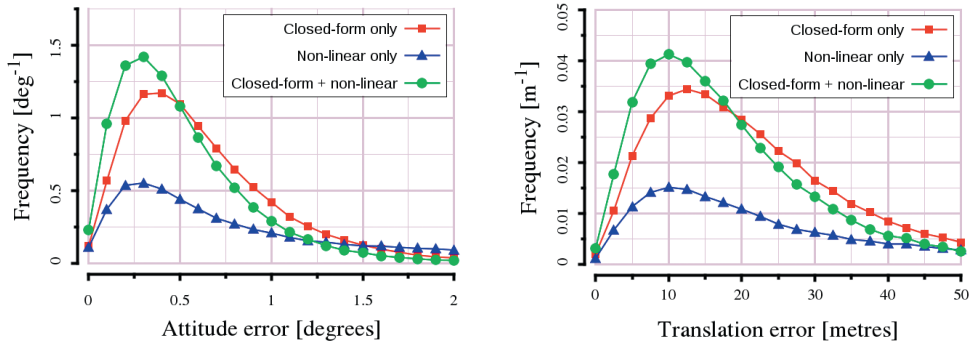 Closed-form only
Non-linear only
Closed-form + non-linear
Frequency [deg-1]
1.5
1
0.5
0
0 0.5 1 1.5 2
Attitude error [degrees]
Closed-form only
Non-linear only
Closed-form + non-linear
Frequency [m-1]
0.05
0.04
0.03
0.02
0.01
0
0 10 20 30 40 50
Translation error [metres]